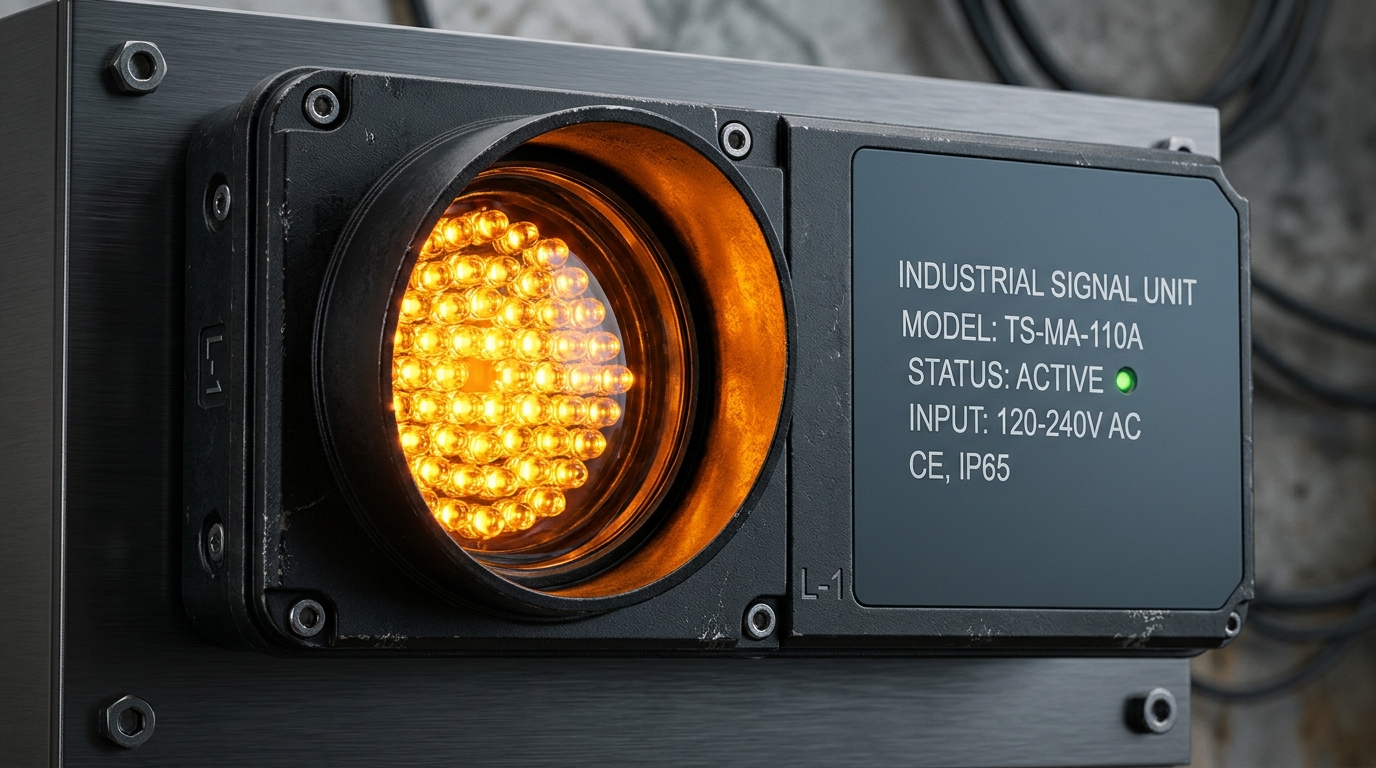 L-1
INDUSTRIAL SIGNAL UNIT
MODEL: TS-MA-110A
STATUS: ACTIVE
INPUT: 120-240V AC
CE, IP65
L-1